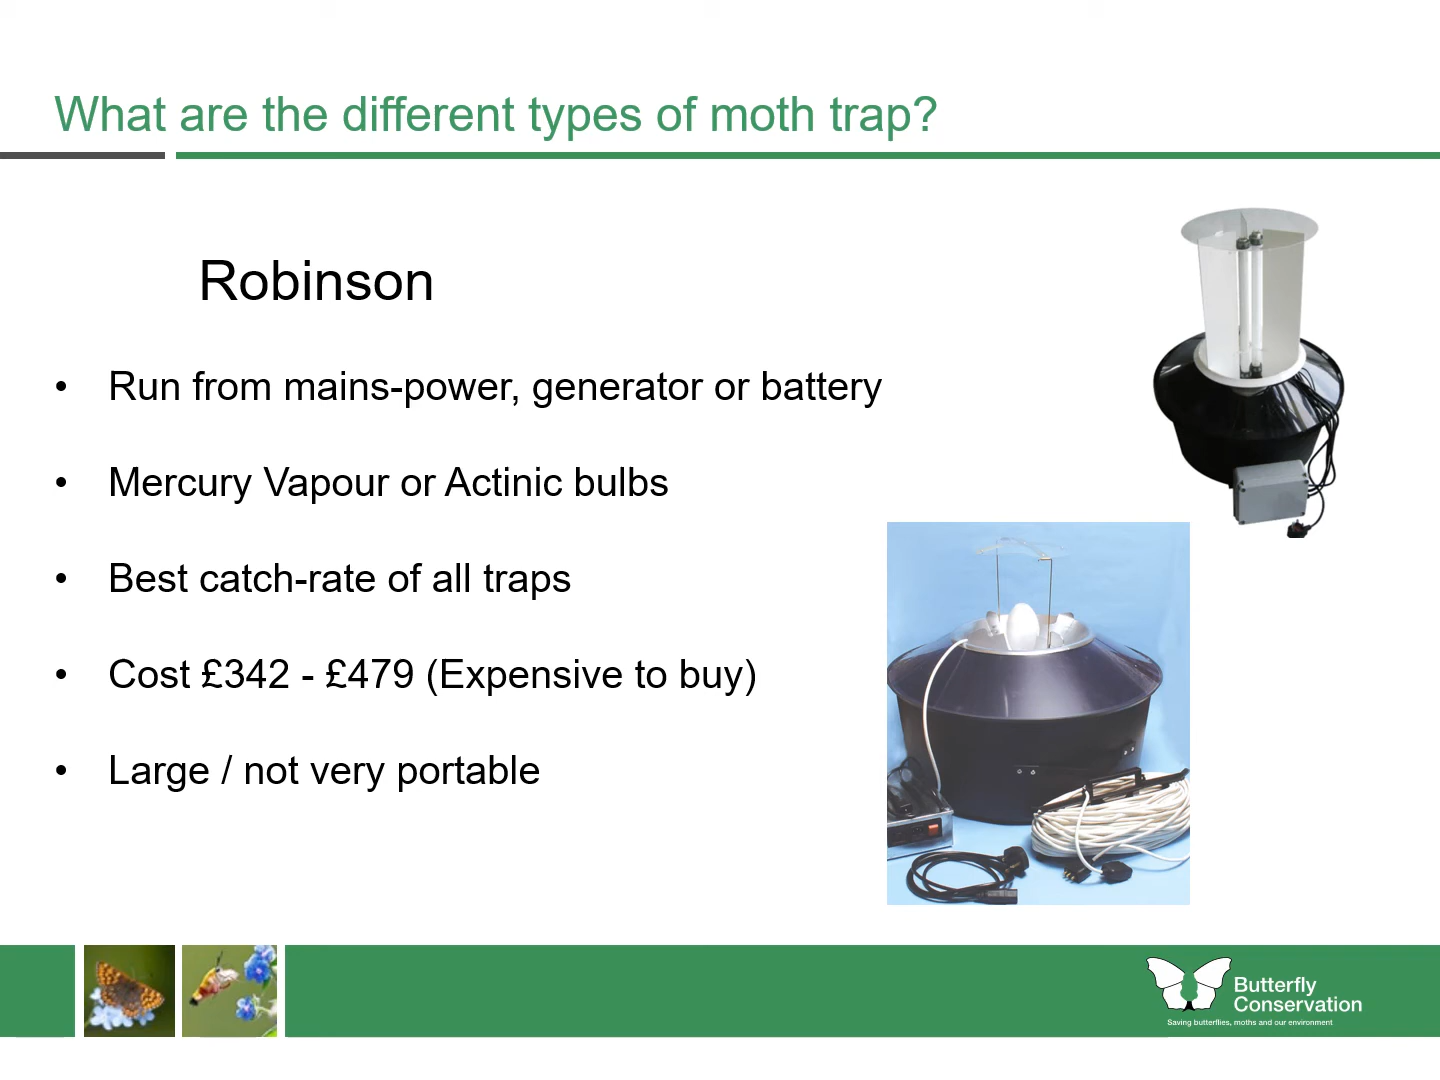 What are the different types of moth trap?
Robinson
• Run from mains-power, generator or battery
• Mercury Vapour or Actinic bulbs
• Best catch-rate of all traps
• Cost £342 - £479 (Expensive to buy)
• Large / not very portable
Butterfly
Conservation
Saving butterflies, moths and our environment